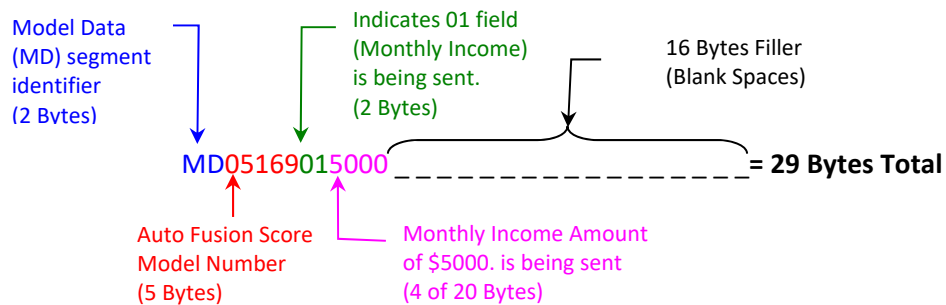 Model Data
(MD) segment
identifier
(2 Bytes)
Indicates 01 field
(Monthly Income)
is being sent.
(2 Bytes)
16 Bytes Filler
(Blank Spaces)
MD05169015000_ _ _ _ _ _ _ _ _ _ _ _ _ _ _ _ = 29 Bytes Total
Auto Fusion Score
Model Number
(5 Bytes)
Monthly Income Amount
of $5000. is being sent
(4 of 20 Bytes)